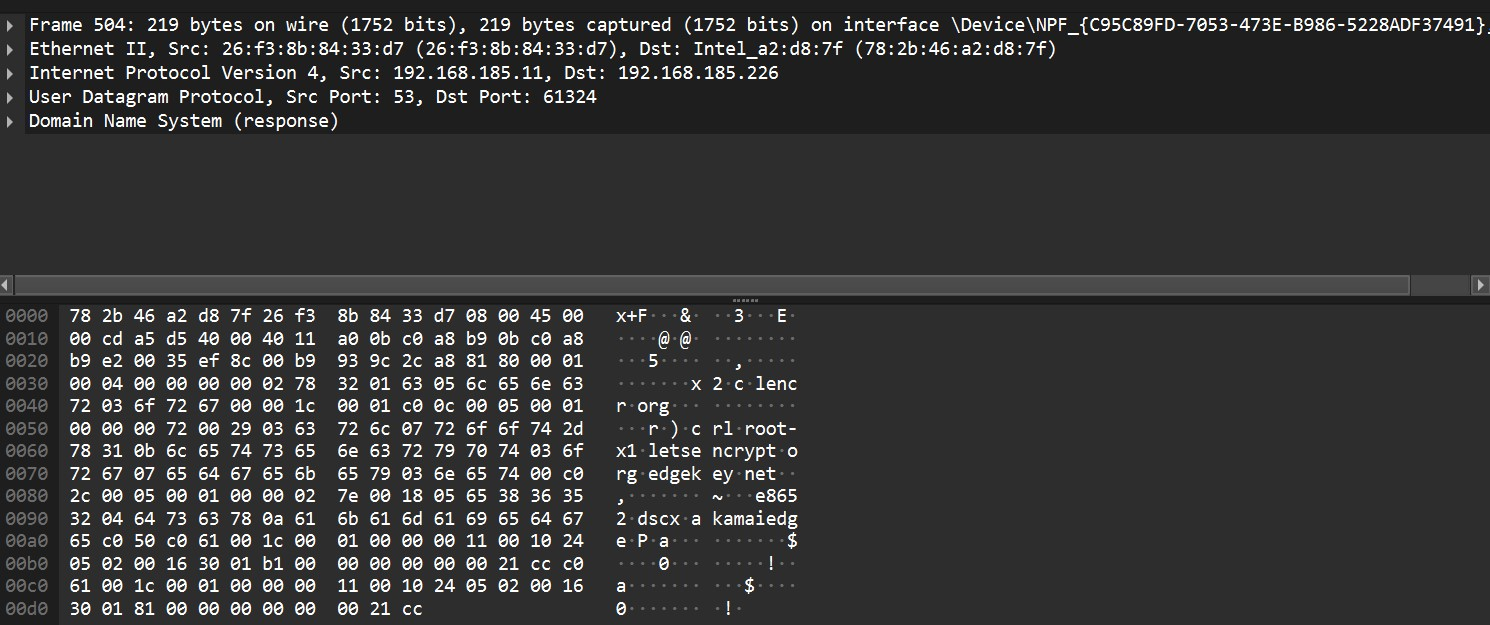 Frame 504: 219 bytes on wire (1752 bits), 219 bytes captured (1752 bits) on interface \Device\NPF_{C95C89FD-7053-473E-B986-5228ADF37491}_
Ethernet II, Src: 26:f3:8b:84:33:d7 (26:f3:8b:84:33:d7), Dst: Intel_a2:d8:7f (78:2b:46:a2:d8:7f)
Internet Protocol Version 4, Src: 192.168.185.11, Dst: 192.168.185.226
User Datagram Protocol, Src Port: 53, Dst Port: 61324
Domain Name System (response)
0000 78 2b 46 a2 d8 7f 26 f3 8b 84 33 d7 08 00 45 00 x+F···&· ··3···E·
0010 00 cd a5 d5 40 00 40 11 a0 0b c0 a8 b9 0b c0 a8 ····@·@· ········
0020 b9 e2 00 35 ef 8c 00 b9 93 9c 2c a8 81 80 00 01 ···5···· ··,·····
0030 00 04 00 00 00 00 02 78 32 01 63 05 6c 65 6e 63 ·······x 2·c·lenc
0040 72 03 6f 72 67 00 00 1c 00 01 c0 0c 00 05 00 01 r·org··· ········
0050 00 00 00 72 00 29 03 63 72 6c 07 72 6f 6f 74 2d ···r·)·c rl·root-
0060 78 31 0b 6c 65 74 73 65 6e 63 72 79 70 74 03 6f x1·letse ncrypt·o
0070 72 67 07 65 64 67 65 6b 65 79 03 6e 65 74 00 c0 rg·edgek ey·net··
0080 2c 00 05 00 01 00 00 02 7e 00 18 05 65 38 36 35 ,······· ~···e865
0090 32 04 64 73 63 78 0a 61 6b 61 6d 61 69 65 64 67 2·dscx·a kamaiedg
00a0 65 c0 50 c0 61 00 1c 00 01 00 00 00 11 00 10 24 e·P·a··· ·······$
00b0 05 02 00 16 30 01 b1 00 00 00 00 00 00 21 cc c0 ····0··· ·····!··
00c0 61 00 1c 00 01 00 00 00 11 00 10 24 05 02 00 16 a······· ···$····
00d0 30 01 81 00 00 00 00 00 00 21 cc 0······· ·!·